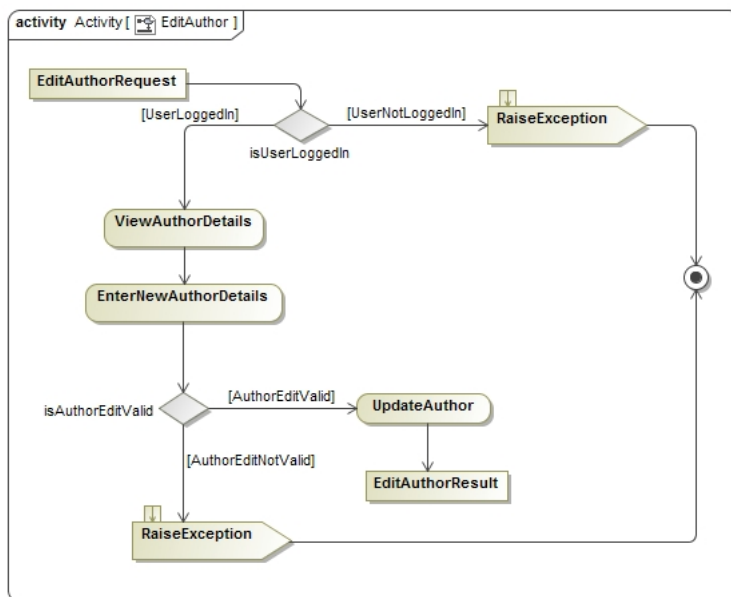 activity Activity [ EditAuthor ]
EditAuthorRequest
[UserLoggedIn]
[UserNotLoggedIn]
RaiseException
isUserLoggedIn
ViewAuthorDetails
EnterNewAuthorDetails
isAuthorEditValid
[AuthorEditValid]
UpdateAuthor
[AuthorEditNotValid]
EditAuthorResult
RaiseException